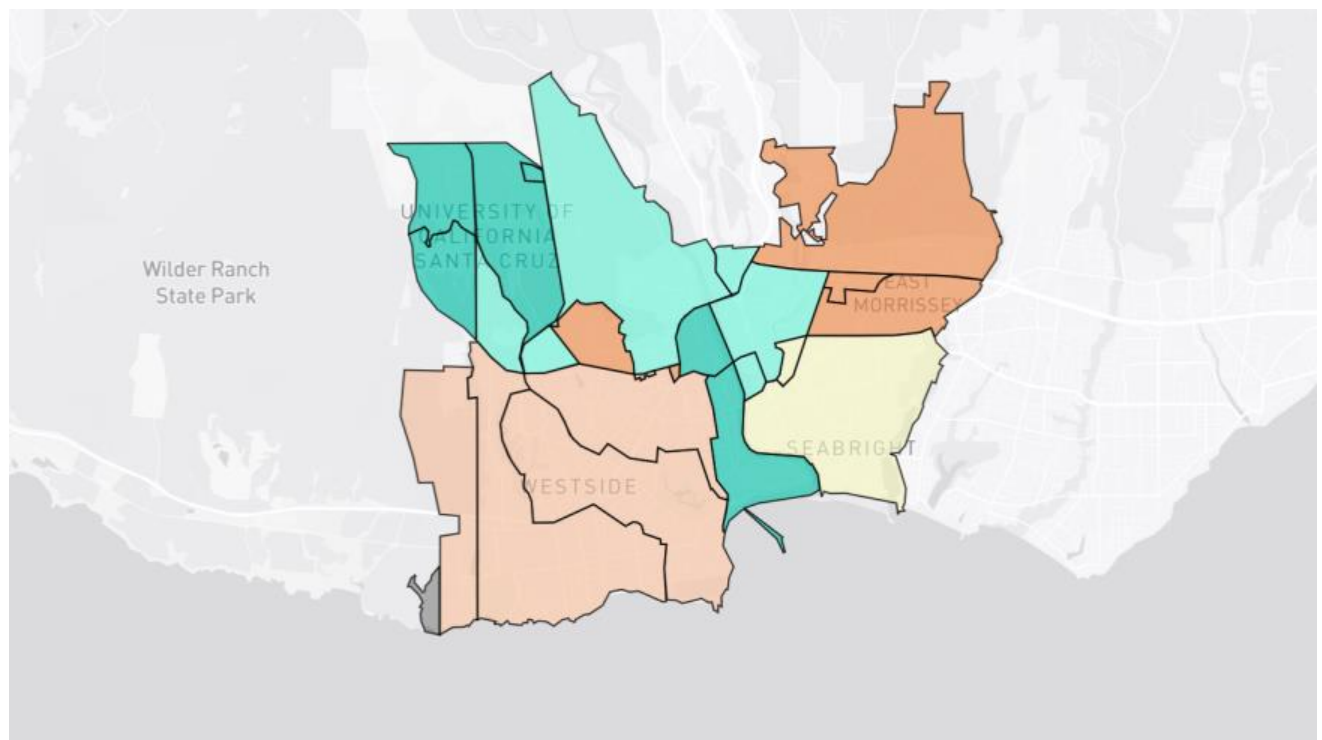 UNIVERSITY OF
CALIFORNIA
SANTA CRUZ
Wilder Ranch
State Park
EAST
MORRISSEY
SEABRIGHT
WESTSIDE